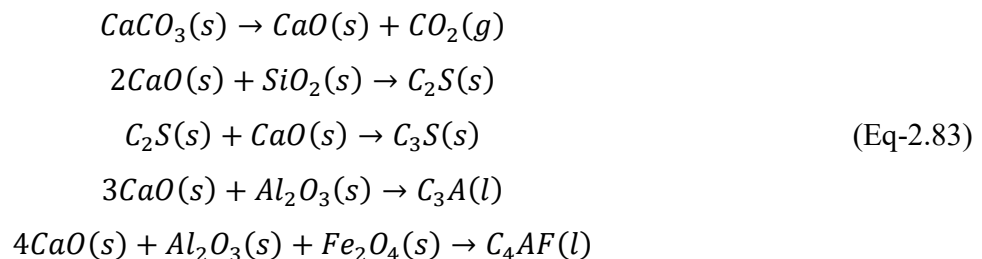 CaCO₃(s) → CaO(s) + CO₂(g)
2CaO(s) + SiO₂(s) → C₂S(s)
C₂S(s) + CaO(s) → C₃S(s) (Eq-2.83)
3CaO(s) + Al₂O₃(s) → C₃A(l)
4CaO(s) + Al₂O₃(s) + Fe₂O₄(s) → C₄AF(l)